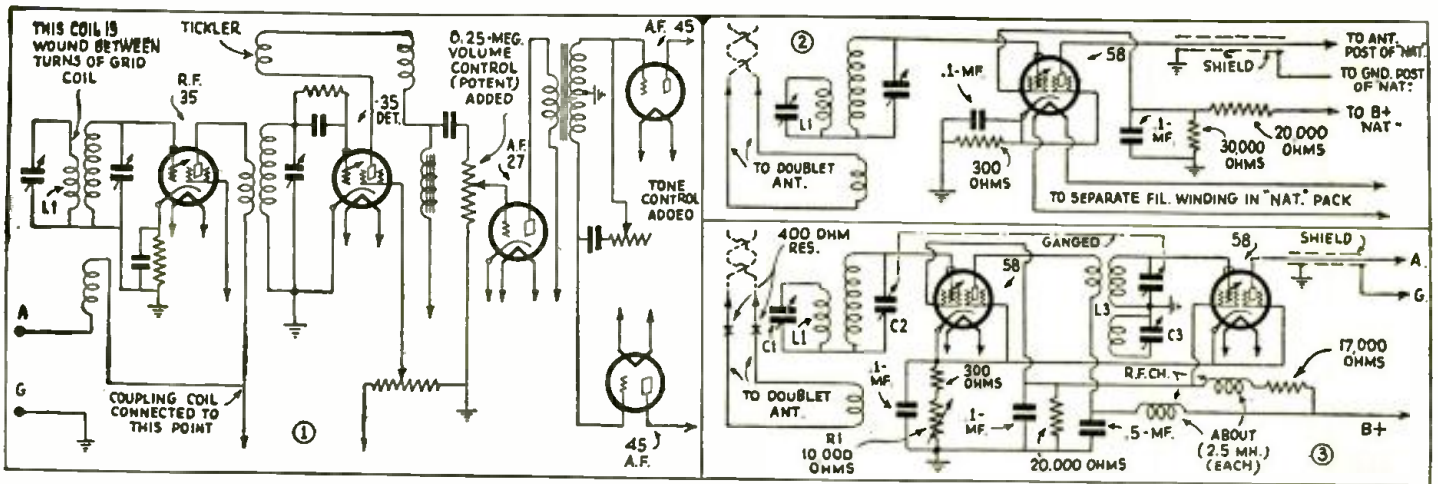 THIS COIL IS
WOUND BETWEEN
TURNS OF GRID
COIL
TICKLER
R.F.
35
L1
A
G
COUPLING COIL
CONNECTED TO
THIS POINT
35
DET.
0.25-MEG.
VOLUME
CONTROL
(POTENT)
ADDED
A.F.
27
A.F. 45
TONE
CONTROL
ADDED
45
A.F.
1
2
L1
TO DOUBLET
ANT.
.1-MF.
300
OHMS
58
SHIELD
TO ANT.
POST OF "NAT."
TO GND. POST
OF "NAT."
TO B+
"NAT."
.1-
MF.
30,000
OHMS
20,000
OHMS
TO SEPARATE FIL. WINDING IN "NAT." PACK
400 OHM
RES.
C1
L1
C2
TO DOUBLET
ANT.
GANGED
58
L3
C3
58
SHIELD
A.
G.
.1-
MF.
300
OHMS
R1
10,000
OHMS
.1-
MF.
20,000 OHMS
R.F.CH.
.5-MF.
ABOUT
(2.5 MH.)
(EACH)
17,000
OHMS
B+
3